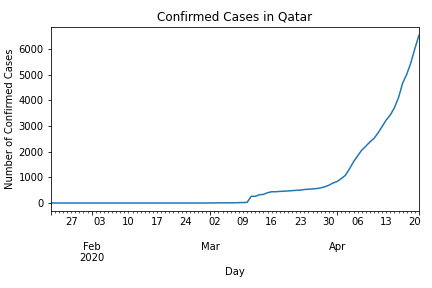 Confirmed Cases in Qatar
Number of Confirmed Cases
6000
5000
4000
3000
2000
1000
0
27 03 10 17 24 02 09 16 23 30 06 13 20
Feb Mar Apr
2020
Day